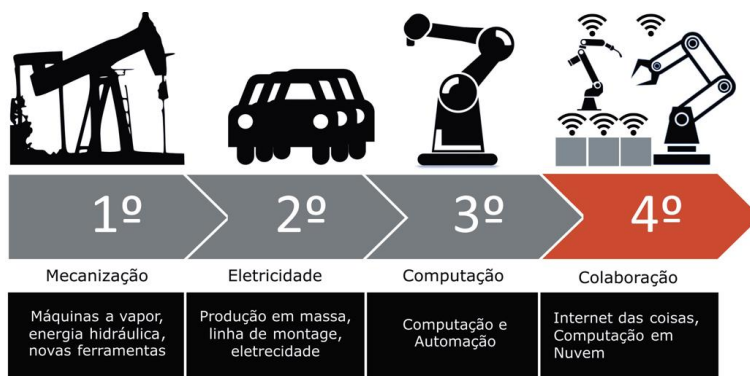 1º
2º
3º
4º
Mecanização
Eletricidade
Computação
Colaboração
Máquinas a vapor,
energia hidráulica,
novas ferramentas
Produção em massa,
linha de montage,
eletrecidade
Computação e
Automação
Internet das coisas,
Computação em
Nuvem